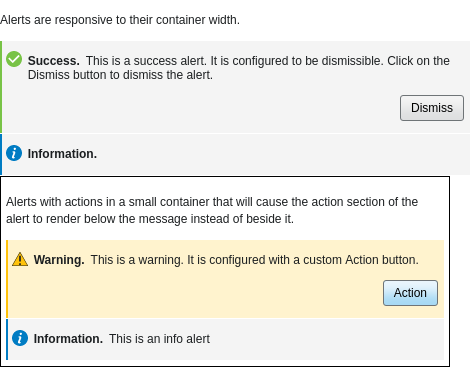 Alerts are responsive to their container width.
Success. This is a success alert. It is configured to be dismissible. Click on the
Dismiss button to dismiss the alert.
Dismiss
Information.
Alerts with actions in a small container that will cause the action section of the
alert to render below the message instead of beside it.
Warning. This is a warning. It is configured with a custom Action button.
Action
Information. This is an info alert